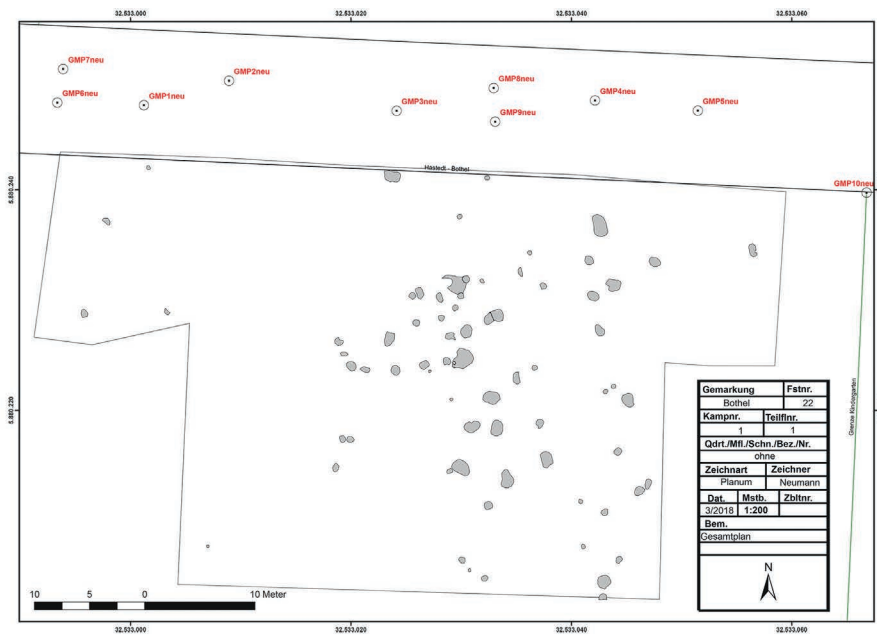 32.533.000 32.533.020 32.533.040 32.533.060
GMP7neu
GMP2neu
GMP8neu
GMP6neu
GMP1neu
GMP4neu
GMP3neu
GMP5neu
GMP9neu
Hastedt - Bothel
GMP10neu
5.880.240
5.880.220
Grenze Kindergarten
Gemarkung Fstnr.
Bothel 22
Kampnr. Teilflnr.
1 1
Qdrt./Mfl./Schn./Bez./Nr.
ohne
Zeichnart Zeichner
Planum Neumann
Dat. Mstb. Zbltnr.
3/2018 1:200
Bem.
Gesamtplan
N
10 5 0 10 Meter
32.533.000 32.533.020 32.533.040 32.533.060